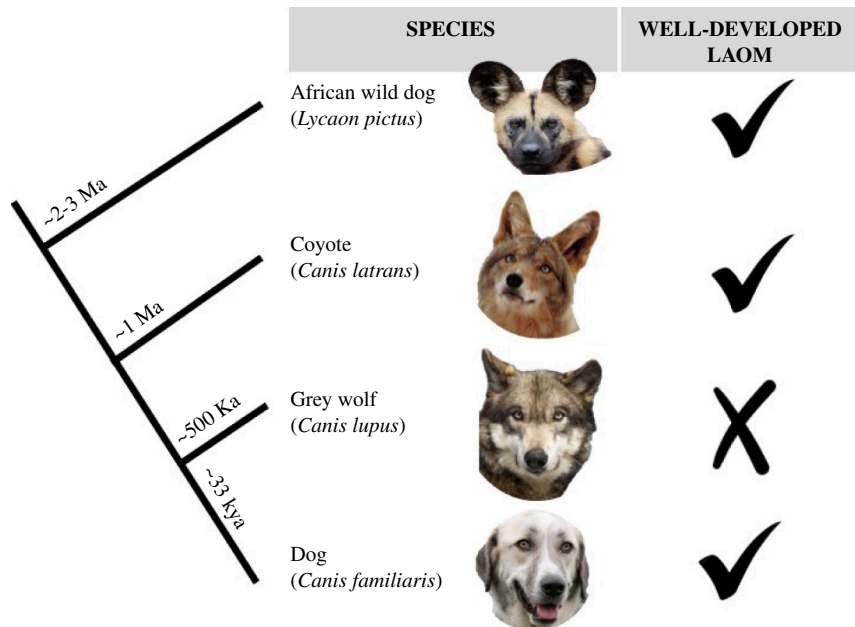 SPECIES
WELL-DEVELOPED
LAOM
African wild dog
(Lycaon pictus)
~2-3 Ma
Coyote
(Canis latrans)
~1 Ma
Grey wolf
(Canis lupus)
~500 Ka
~33 kya
Dog
(Canis familiaris)